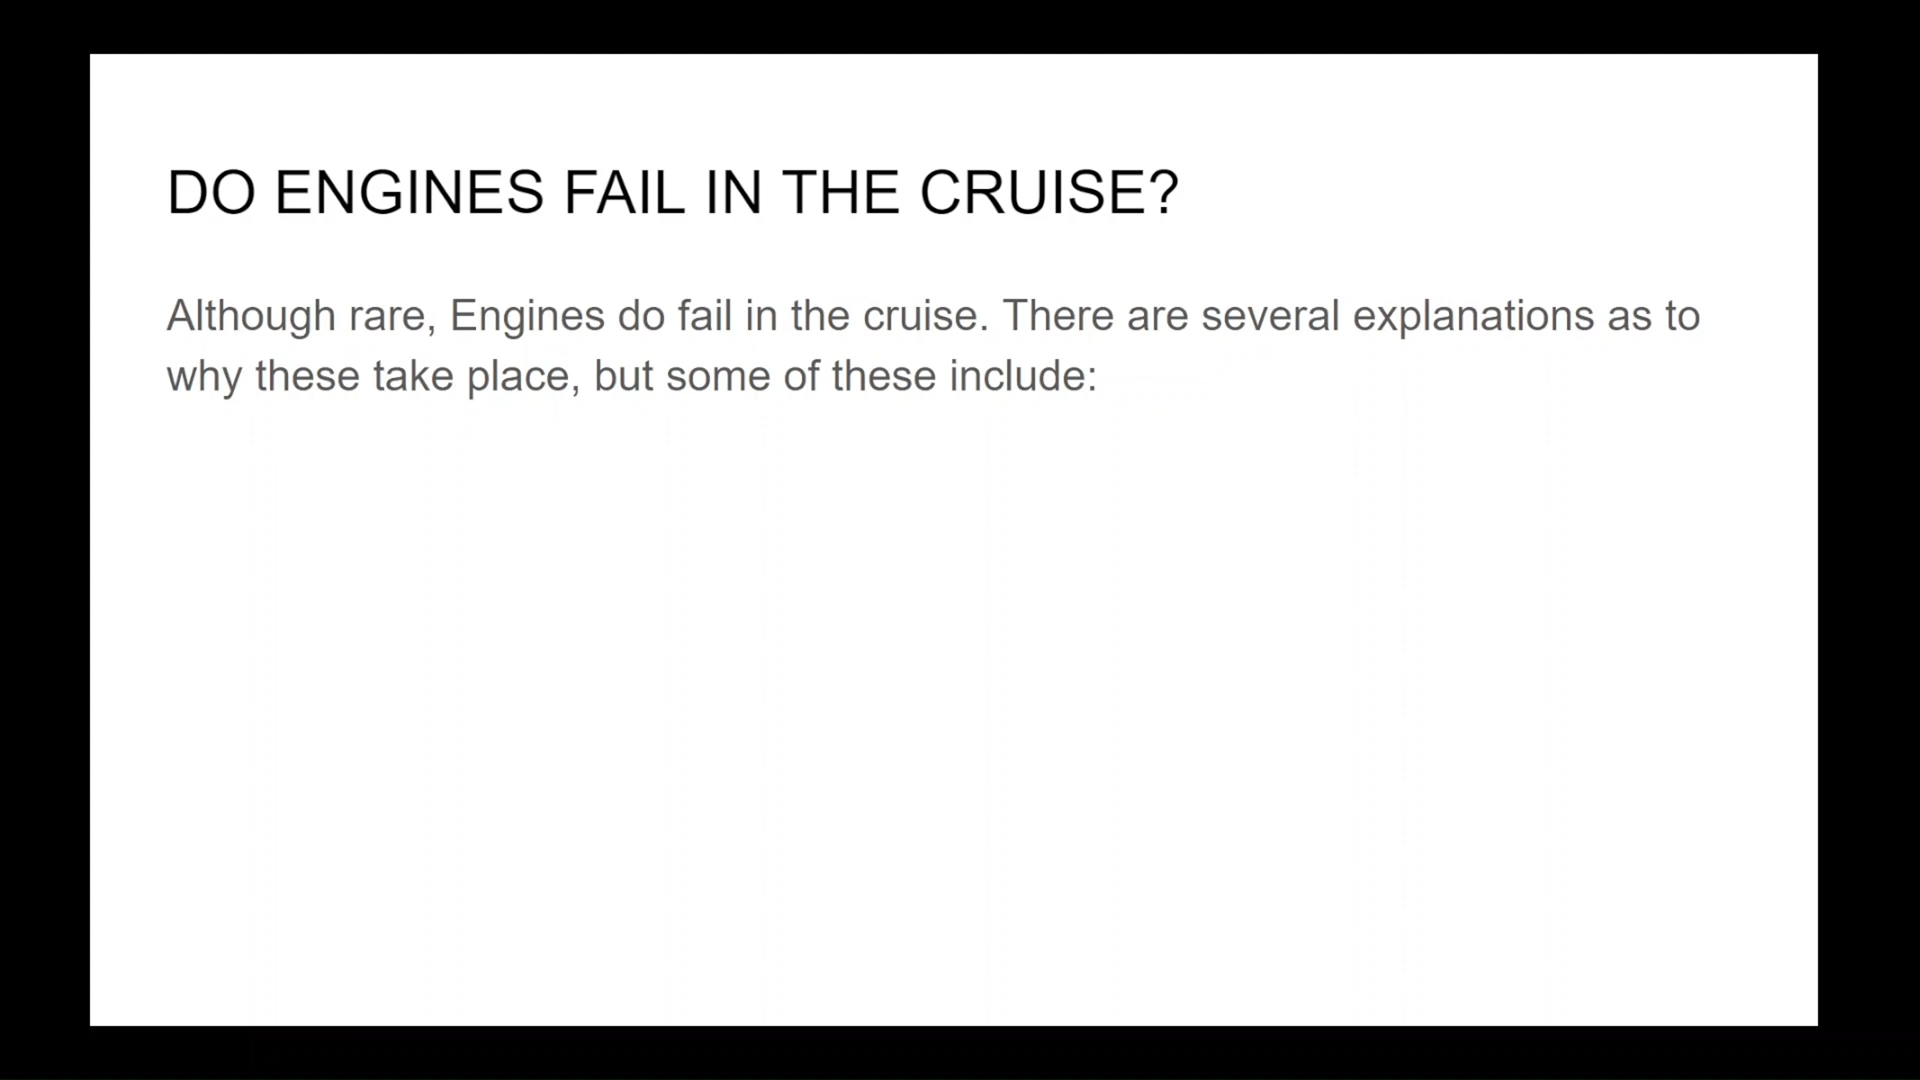 DO ENGINES FAIL IN THE CRUISE?
Although rare, Engines do fail in the cruise. There are several explanations as to
why these take place, but some of these include: